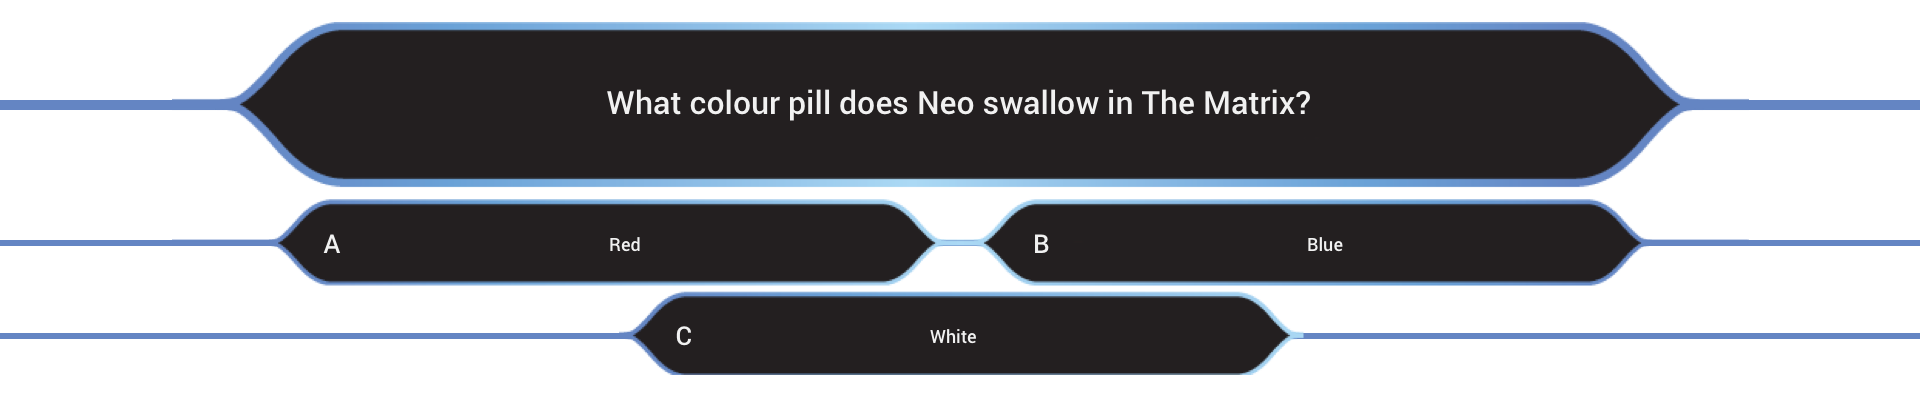 What colour pill does Neo swallow in The Matrix?
A Red
B Blue
C White